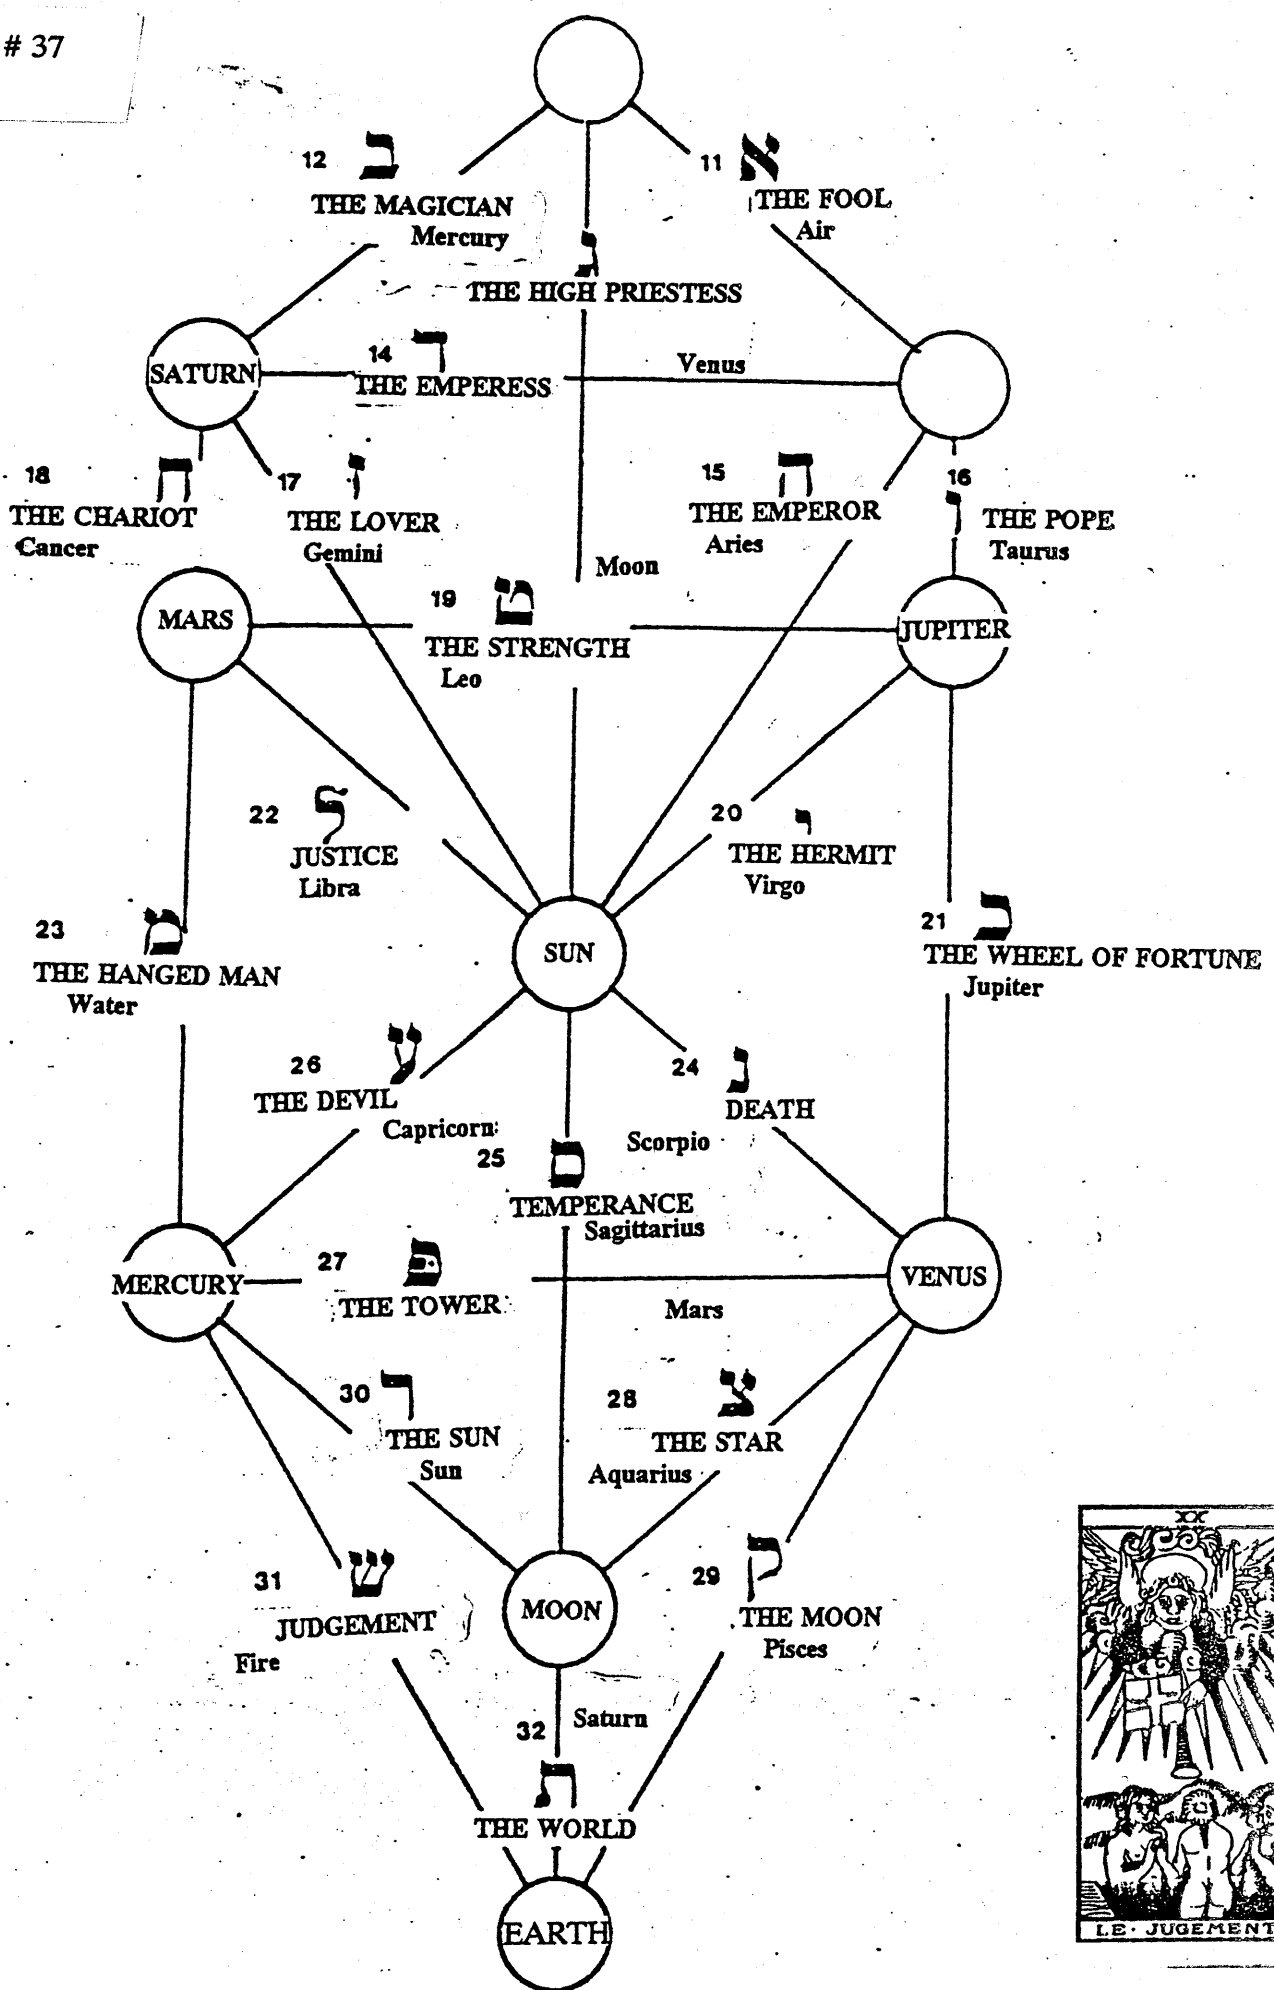 # 37
12 ב
11 א
THE MAGICIAN
Mercury
THE FOOL
Air
ג
THE HIGH PRIESTESS
14 ד
THE EMPERESS
Venus
SATURN
18 ח
THE CHARIOT
Cancer
17 ז
THE LOVER
Gemini
15 ה
THE EMPEROR
Aries
16
ו
THE POPE
Taurus
Moon
MARS
19 ט
THE STRENGTH
Leo
JUPITER
22 ל
JUSTICE
Libra
20 י
THE HERMIT
Virgo
23 מ
THE HANGED MAN
Water
SUN
21 כ
THE WHEEL OF FORTUNE
Jupiter
26 ע
THE DEVIL
Capricorn
24 נ
DEATH
Scorpio
25 ס
TEMPERANCE
Sagittarius
MERCURY
27 פ
THE TOWER
Mars
VENUS
30 ר
THE SUN
Sun
28 צ
THE STAR
Aquarius
31 ש
JUDGEMENT
Fire
MOON
29 ק
THE MOON
Pisces
32 Saturn
ת
THE WORLD
EARTH
XX
LE · JUGEMENT